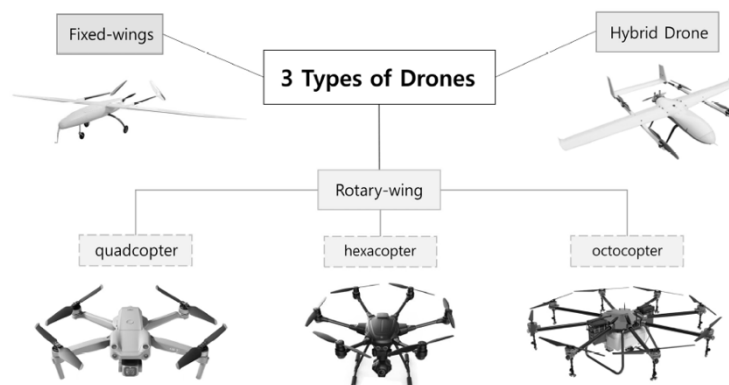 Fixed-wings
3 Types of Drones
Hybrid Drone
Rotary-wing
quadcopter
hexacopter
octocopter